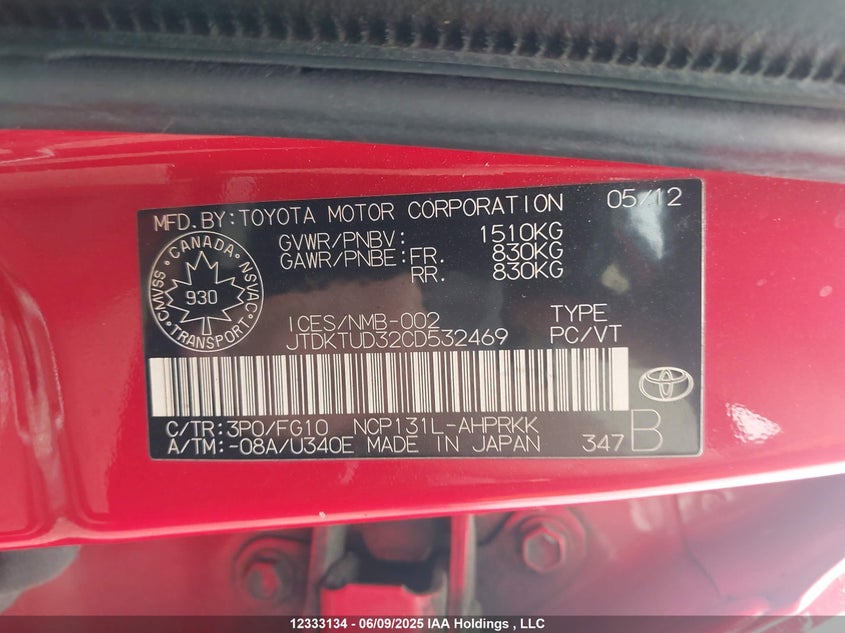 MFD.BY:TOYOTA MOTOR CORPORATION 05/12
GVWR/PNBV: 1510KG
GAWR/PNBE:FR. 830KG
RR. 830KG
CANADA
CMVSS 930 NSVAC
TRANSPORT
ICES/NMB-002 TYPE
JTDKTUD32CD532469 PC/VT
C/TR:3P0/FG10 NCP131L-AHPRKK
A/TM:-08A/U340E MADE IN JAPAN 347 B
12333134 - 06/09/2025 IAA Holdings , LLC